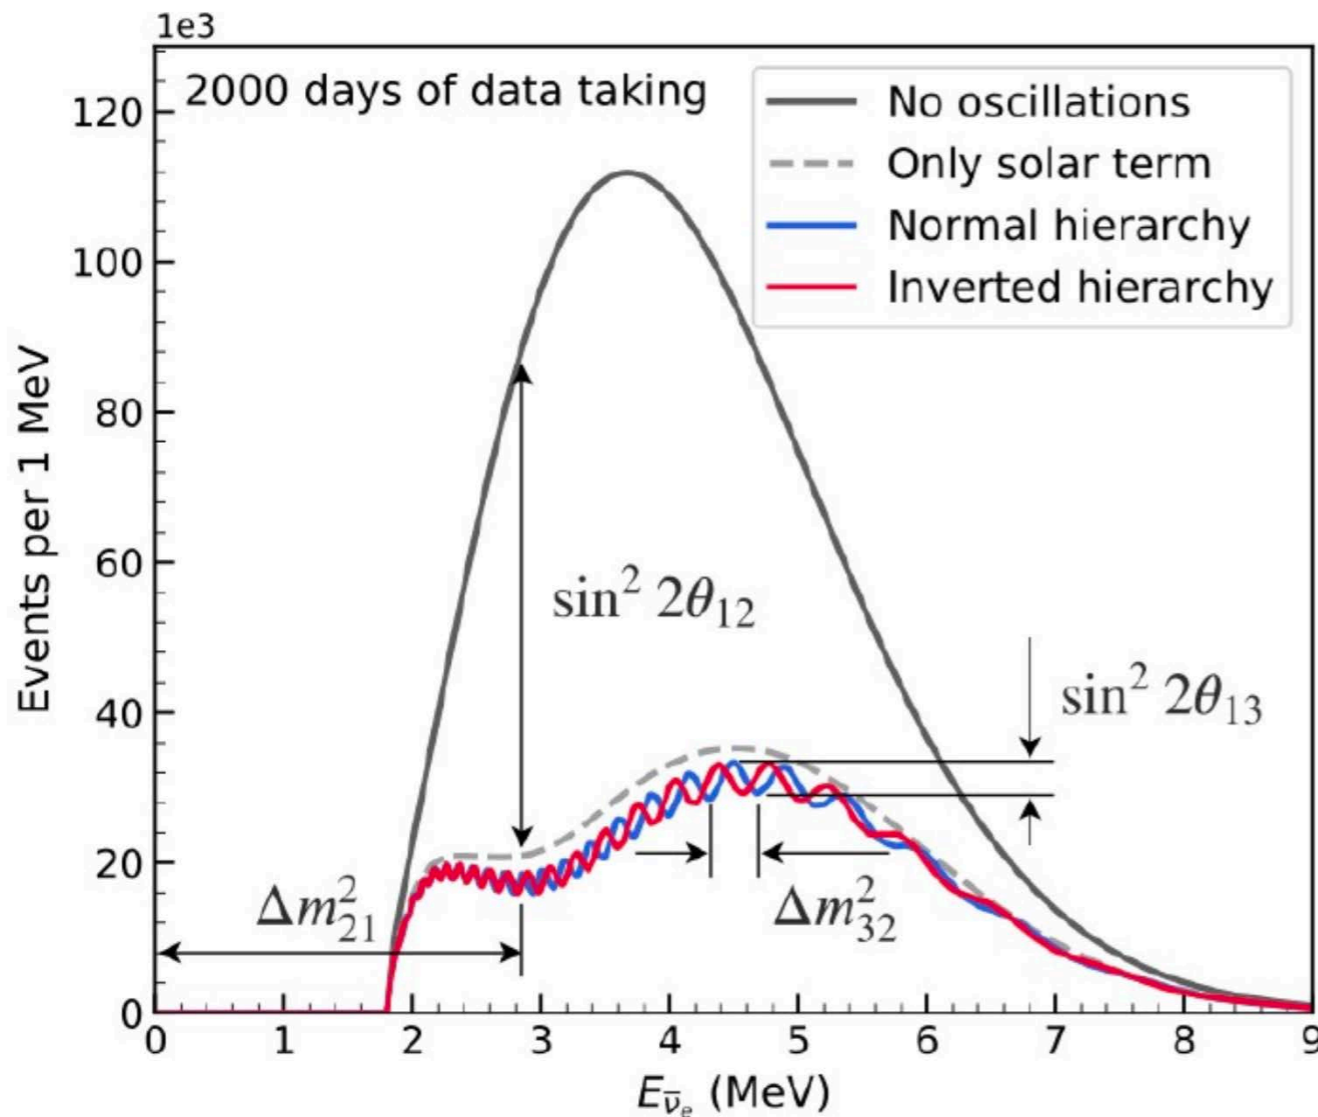 1e3
2000 days of data taking
No oscillations
Only solar term
Normal hierarchy
Inverted hierarchy
120
100
80
60
40
20
0
Events per 1 MeV
sin² 2θ₁₂
sin² 2θ₁₃
Δm²₂₁
Δm²₃₂
0 1 2 3 4 5 6 7 8 9
E_ν̅ₑ (MeV)